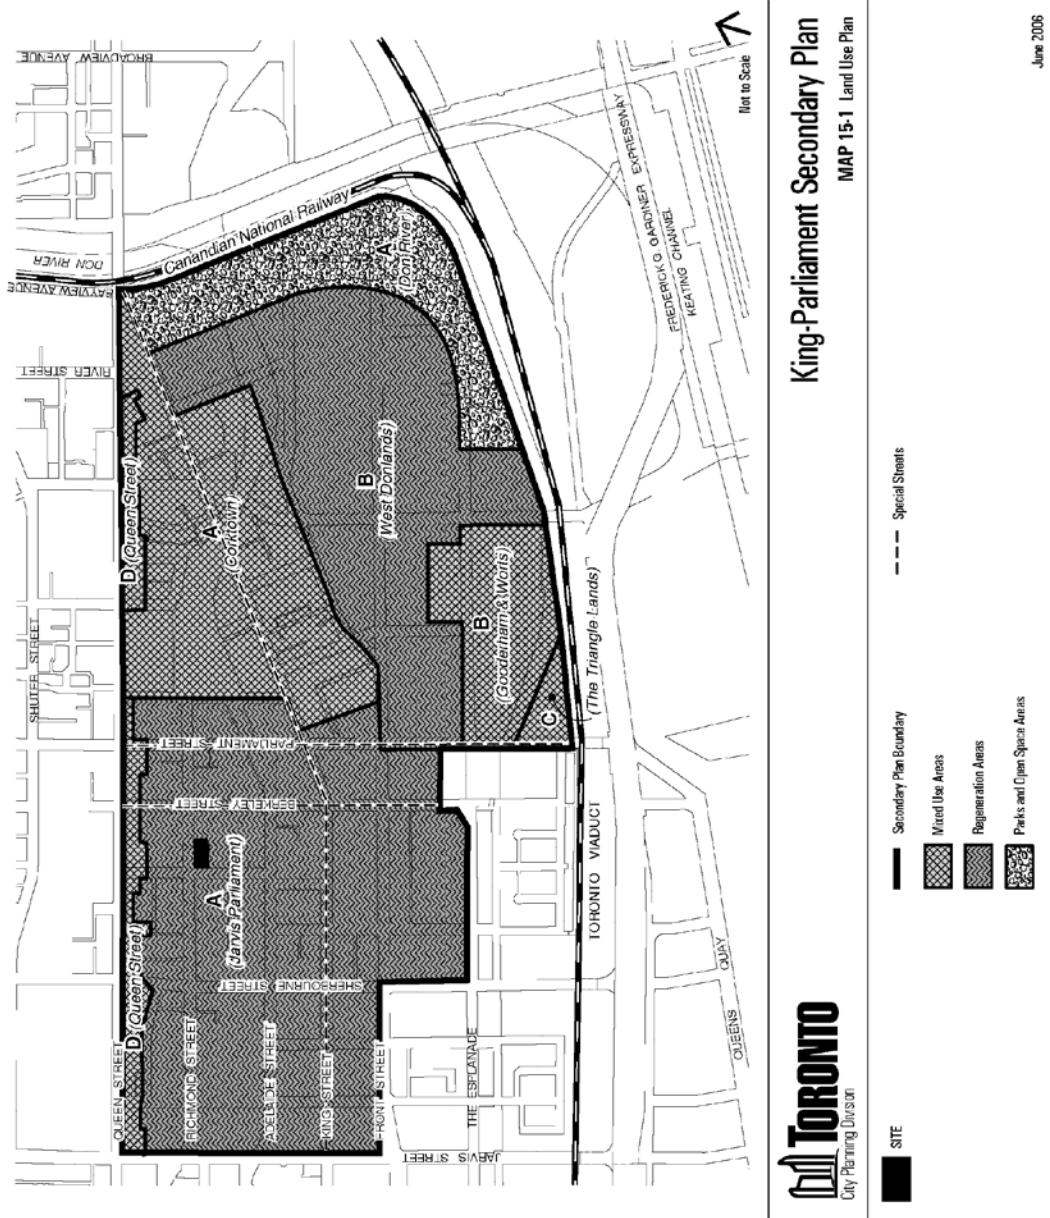 BROADVIEW AVENUE
DON RIVER
BAYVIEW AVENUE
RIVER STREET
SHUTER STREET
Canandian National Railway
A
(Don River)
D (Queen Street)
A
(Corktown)
B
(West Donlands)
B
(Gooderham & Worts)
C
(The Triangle Lands)
FREDERICK G. GARDINER EXPRESSWAY
KEATING CHANNEL
PARLIAMENT STREET
BERKELEY STREET
A
(Jarvis Parliament)
D (Queen Street)
SHERBOURNE STREET
QUEEN STREET
RICHMOND STREET
ADELAIDE STREET
KING STREET
FRONT STREET
THE ESPLANADE
JARVIS STREET
TORONTO VIADUCT
QUEENS QUAY
Not to Scale
King-Parliament Secondary Plan
MAP 15-1 Land Use Plan
TORONTO
City Planning Division
SITE
Secondary Plan Boundary
Mixed Use Areas
Regeneration Areas
Parks and Open Space Areas
Special Streets
June 2006